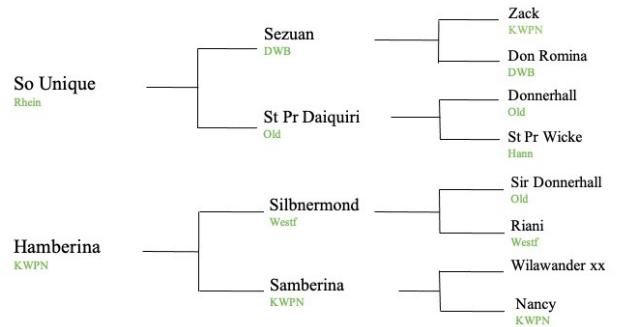 Zack
KWPN
Sezuan
DWB
Don Romina
DWB
So Unique
Rhein
Donnerhall
Old
St Pr Daiquiri
Old
St Pr Wicke
Hann
Sir Donnerhall
Old
Silbnermond
Westf
Riani
Westf
Hamberina
KWPN
Wilawander xx
Samberina
KWPN
Nancy
KWPN